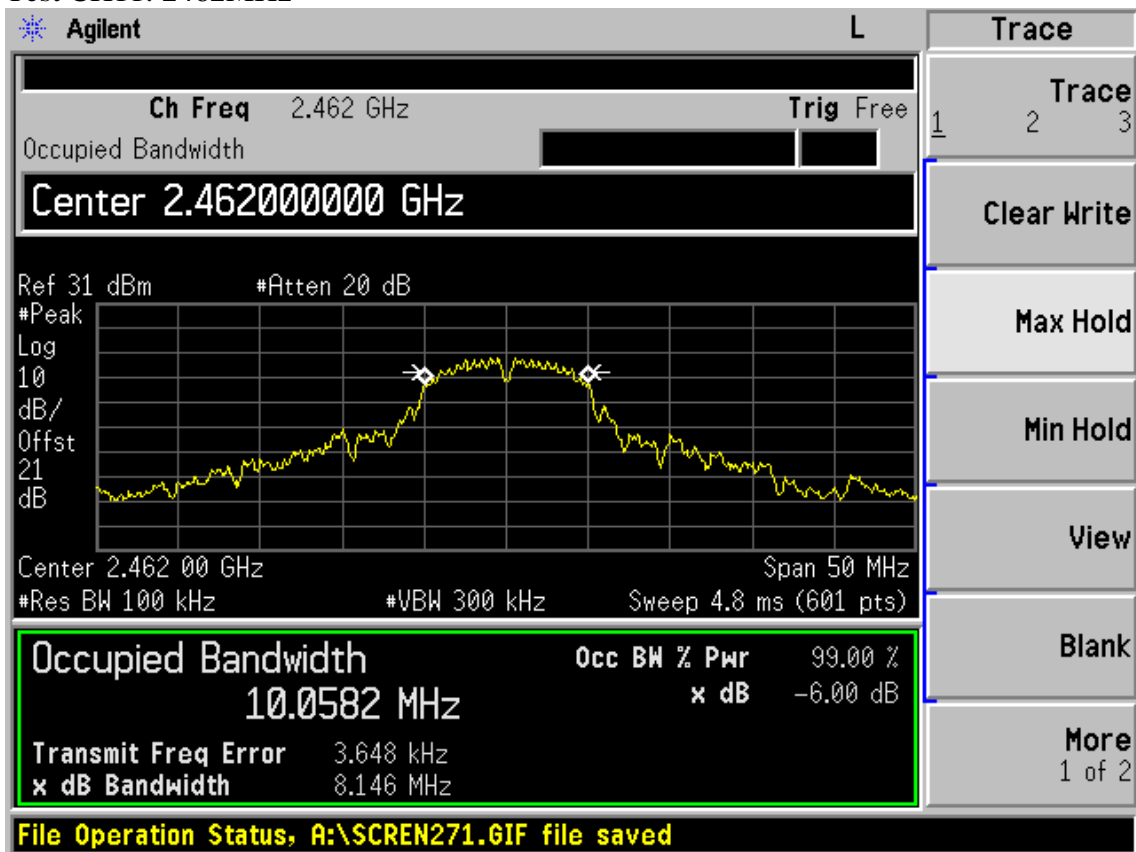 Agilent L Trace
Ch Freq 2.462 GHz Trig Free
Occupied Bandwidth
Center 2.462000000 GHz
Ref 31 dBm #Atten 20 dB
#Peak
Log
10
dB/
Offst
21
dB
Center 2.462 00 GHz Span 50 MHz
#Res BW 100 kHz #VBW 300 kHz Sweep 4.8 ms (601 pts)
Occupied Bandwidth Occ BW % Pwr 99.00 %
10.0582 MHz x dB -6.00 dB
Transmit Freq Error 3.648 kHz
x dB Bandwidth 8.146 MHz
File Operation Status, A:\SCREN271.GIF file saved
Trace
1 2 3
Clear Write
Max Hold
Min Hold
View
Blank
More
1 of 2